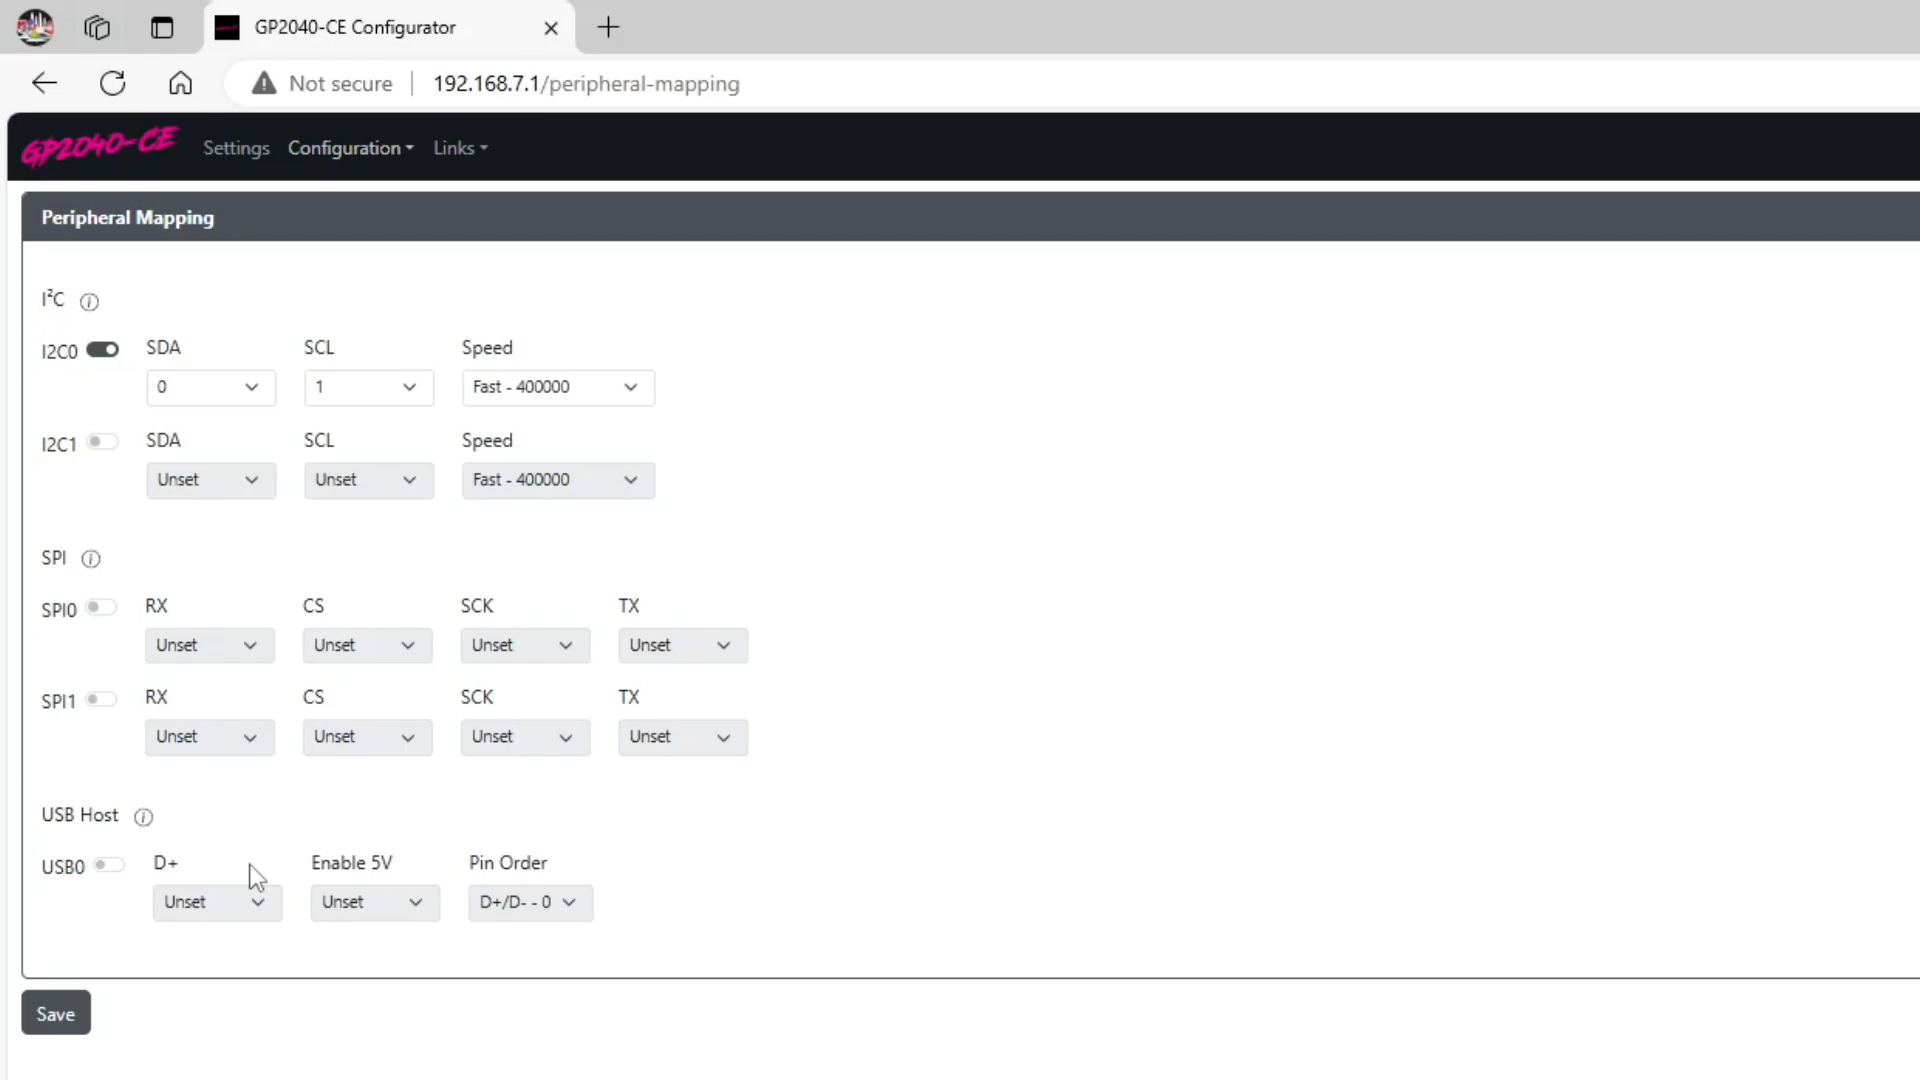 GP2040-CE Configurator
Not secure 192.168.7.1/peripheral-mapping
GP2040-CE Settings Configuration Links
Peripheral Mapping
I²C
I2C0 SDA SCL Speed
0 1 Fast - 400000
I2C1 SDA SCL Speed
Unset Unset Fast - 400000
SPI
SPI0 RX CS SCK TX
Unset Unset Unset Unset
SPI1 RX CS SCK TX
Unset Unset Unset Unset
USB Host
USB0 D+ Enable 5V Pin Order
Unset Unset D+/D- - 0
Save